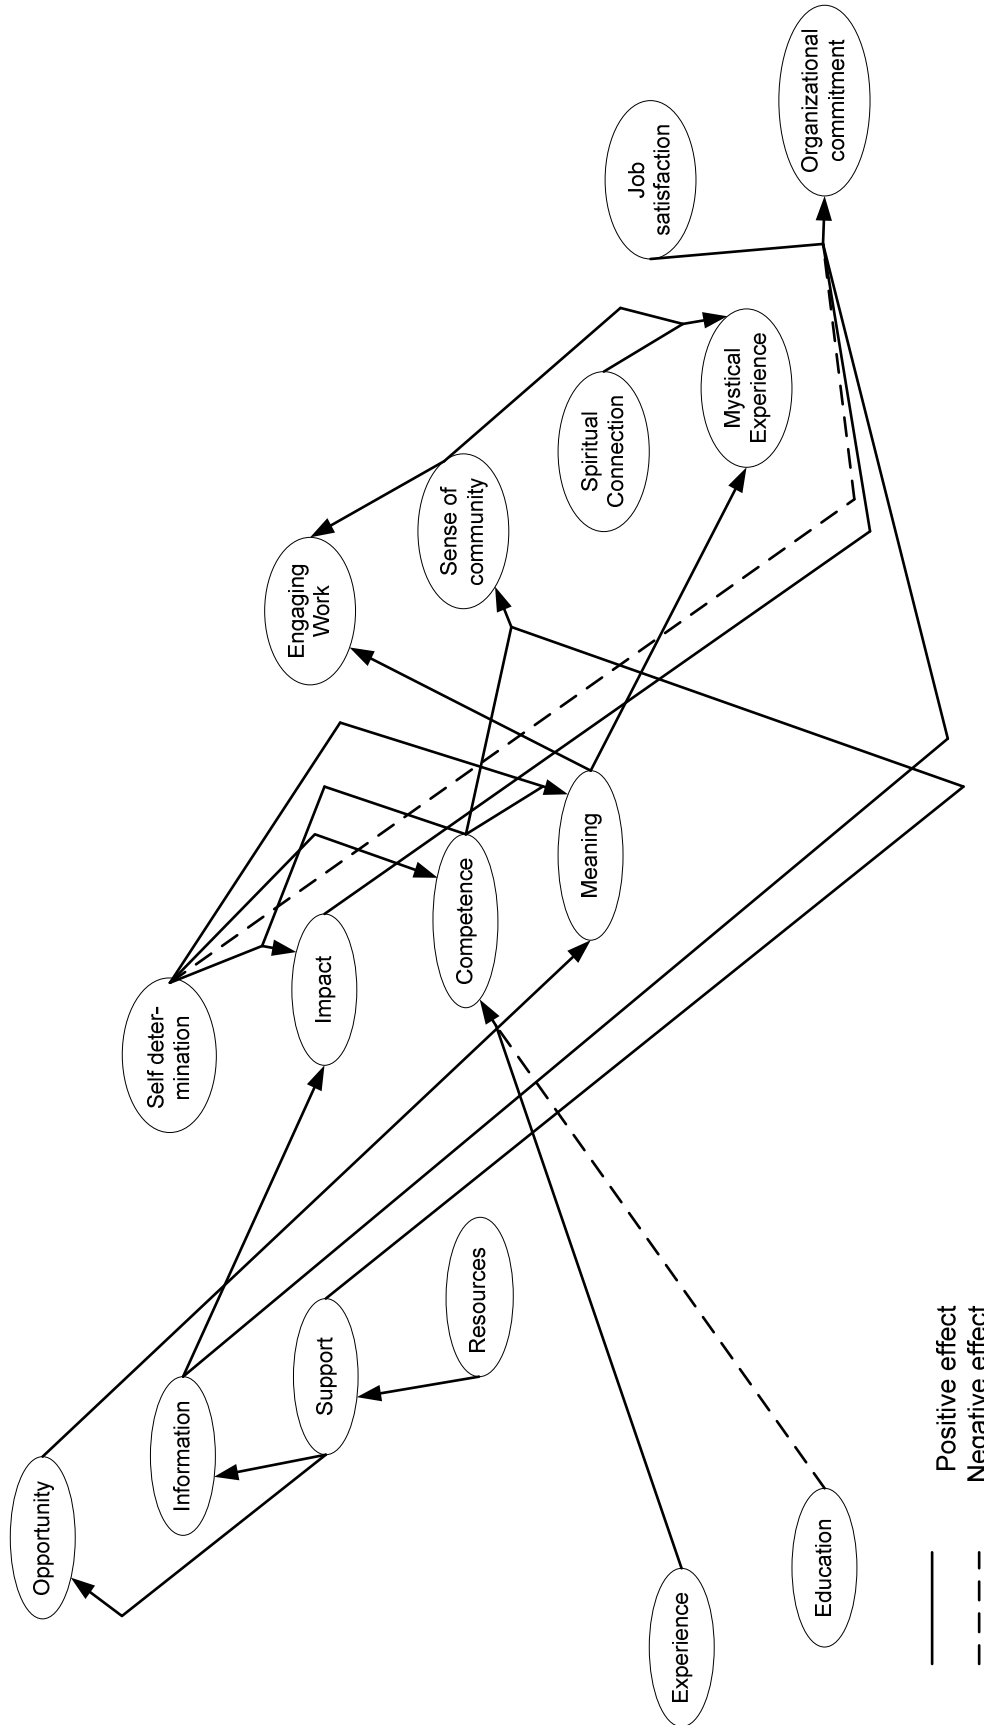 Opportunity
Information
Support
Resources
Experience
Education
Self deter-
mination
Impact
Competence
Meaning
Engaging
Work
Sense of
community
Spiritual
Connection
Mystical
Experience
Job
satisfaction
Organizational
commitment
Positive effect
Negative effect